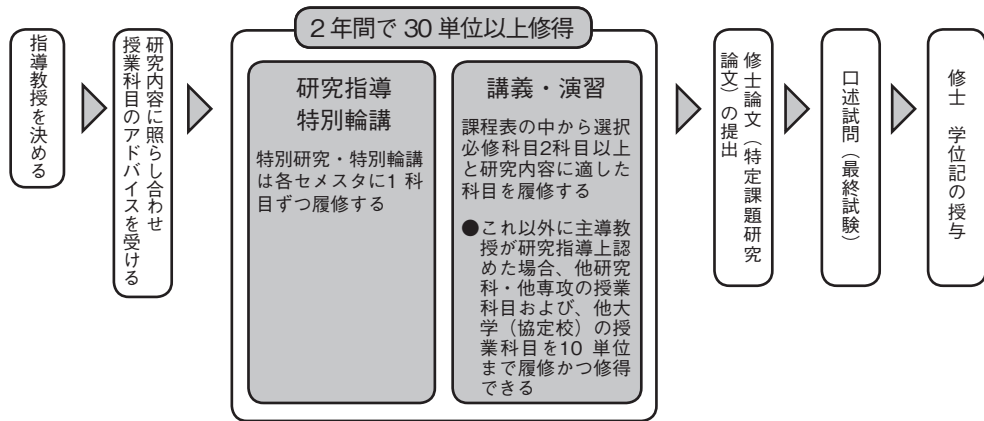 指導教授を決める
研究内容に照らし合わせ
授業科目のアドバイスを受ける
2年間で30単位以上修得
研究指導
特別輪講
特別研究・特別輪講
は各セメスタに1 科
目ずつ履修する
講義・演習
課程表の中から選択
必修科目2科目以上
と研究内容に適した
科目を履修する
●これ以外に主導教
授が研究指導上認
めた場合、他研究
科・他専攻の授業
科目および、他大
学（協定校）の授
業科目を10 単位
まで履修かつ修得
できる
修士論文（特定課題研究
論文）の提出
口述試問（最終試験）
修士　学位記の授与